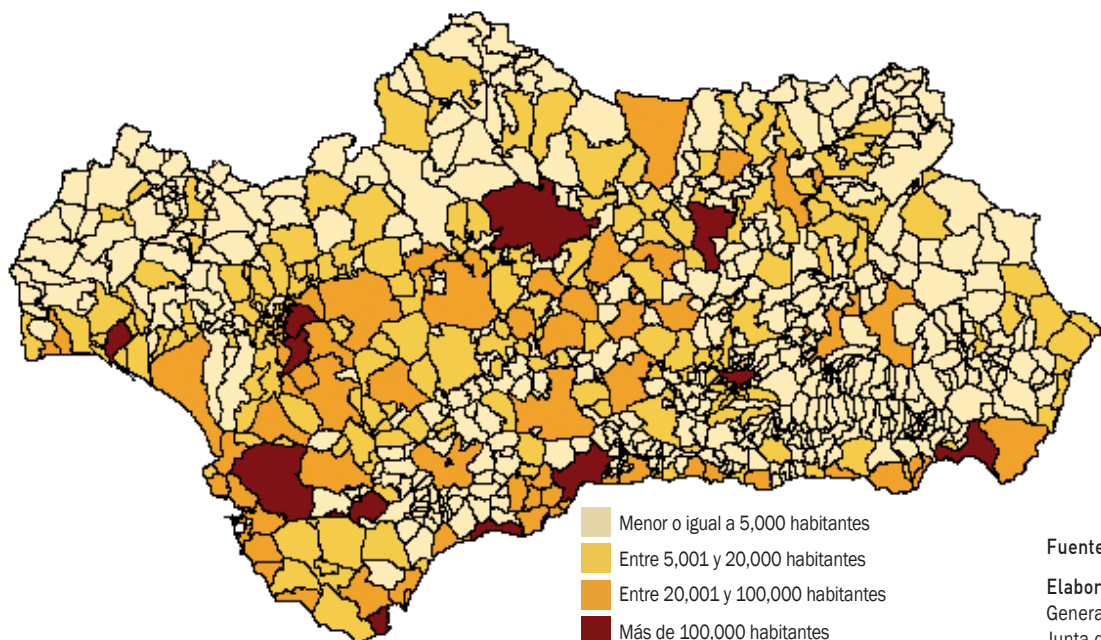 Menor o igual a 5,000 habitantes
Entre 5,001 y 20,000 habitantes
Entre 20,001 y 100,000 habitantes
Más de 100,000 habitantes
Fuente
Elabor
Genera
Junta